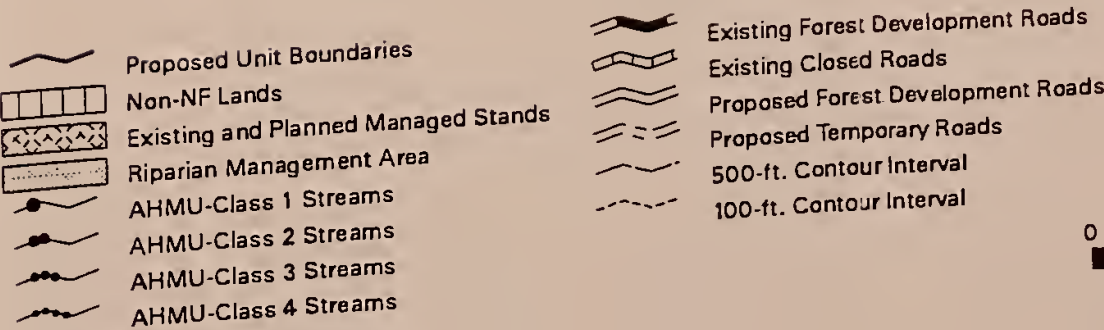 Proposed Unit Boundaries
Non-NF Lands
Existing and Planned Managed Stands
Riparian Management Area
AHMU-Class 1 Streams
AHMU-Class 2 Streams
AHMU-Class 3 Streams
AHMU-Class 4 Streams
Existing Forest Development Roads
Existing Closed Roads
Proposed Forest Development Roads
Proposed Temporary Roads
500-ft. Contour Interval
100-ft. Contour Interval
0